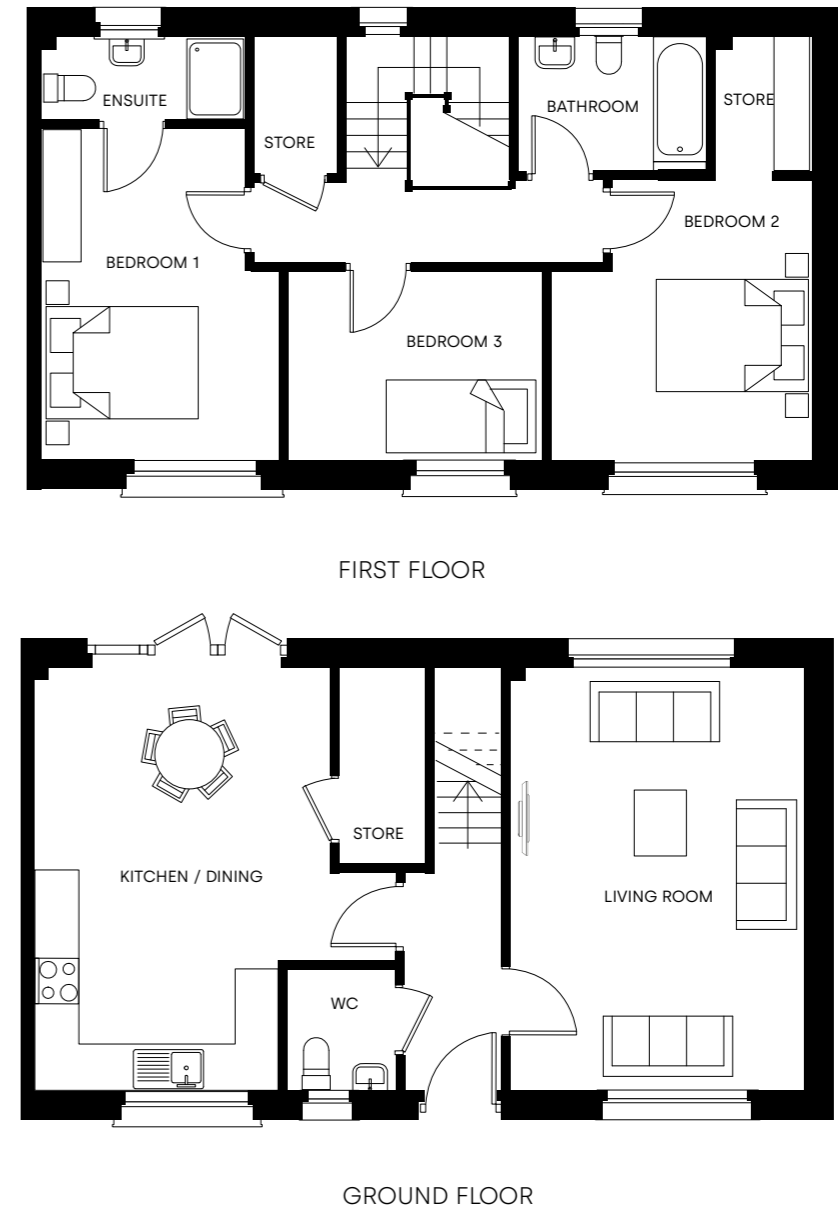 ENSUITE
STORE
BATHROOM
STORE
BEDROOM 1
BEDROOM 2
BEDROOM 3
FIRST FLOOR
STORE
KITCHEN / DINING
LIVING ROOM
WC
GROUND FLOOR